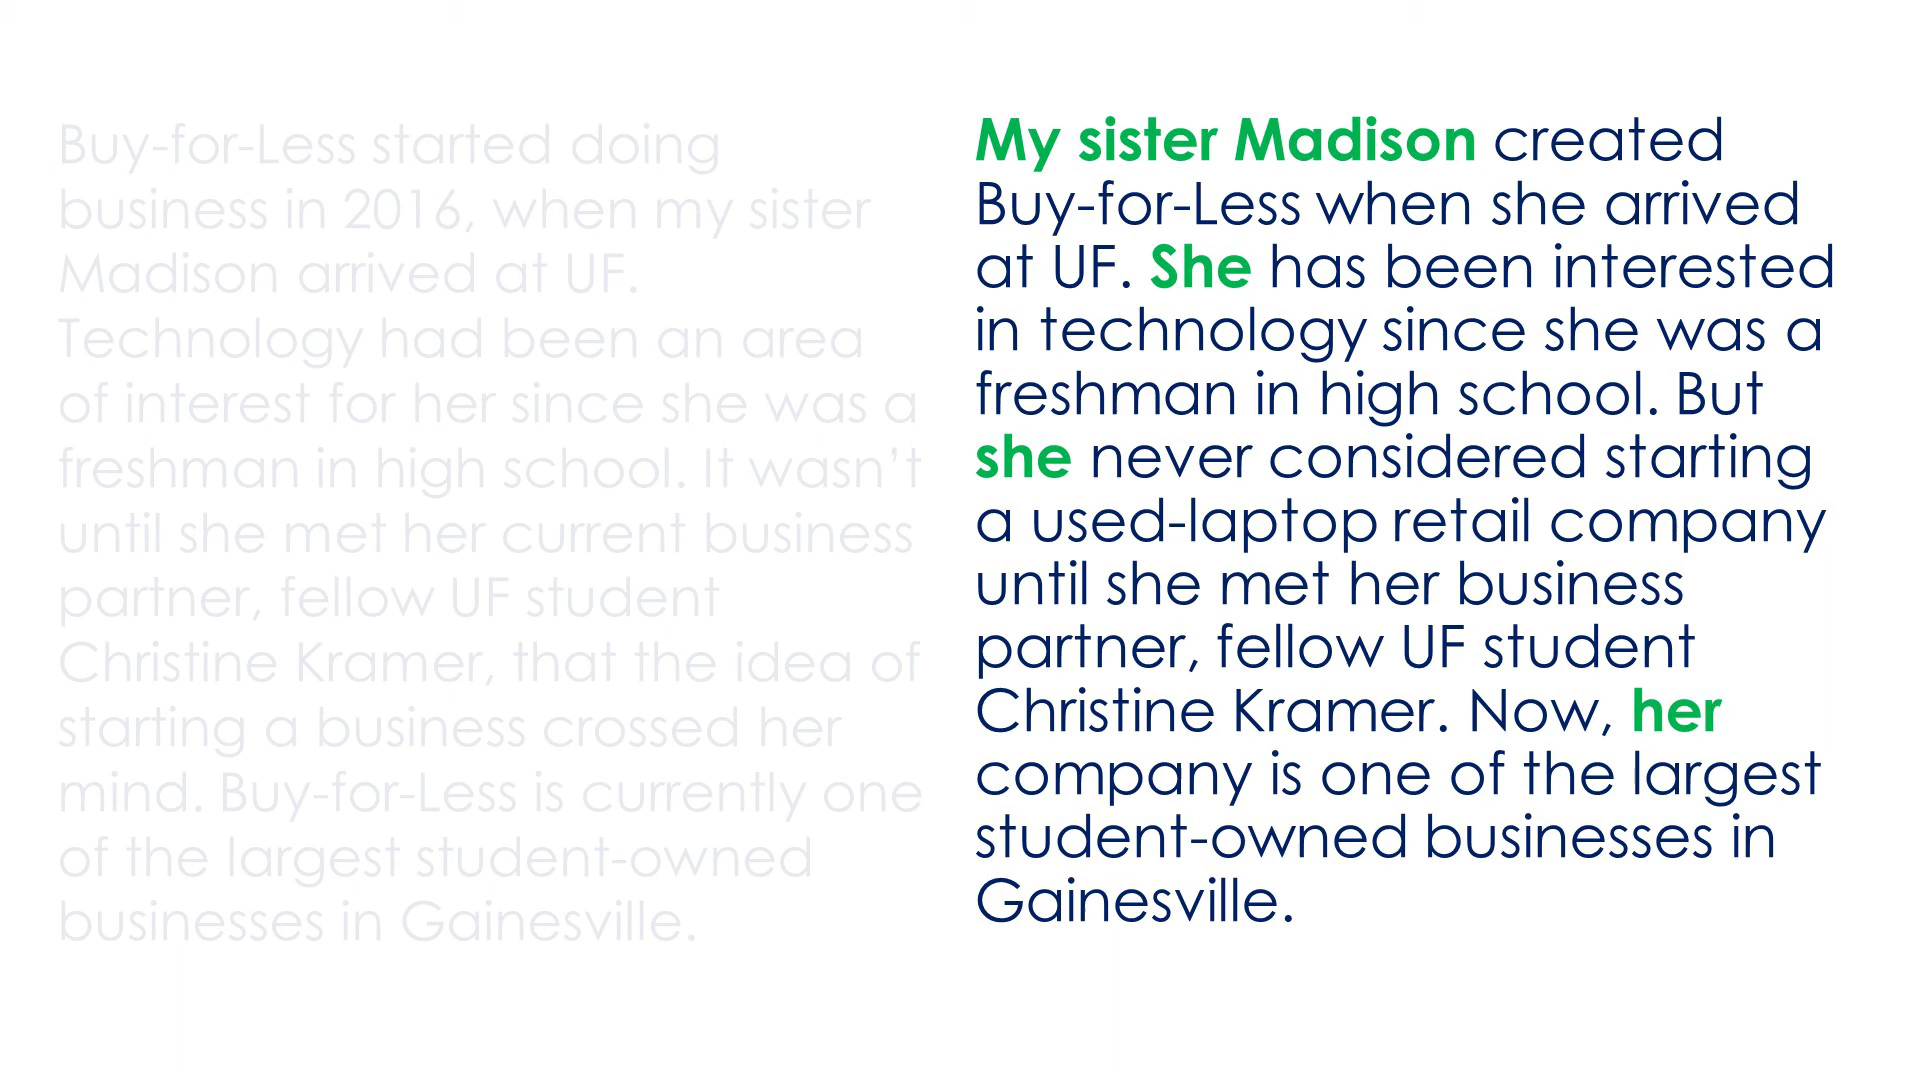 Buy-for-Less started doing
business in 2016, when my sister
Madison arrived at UF.
Technology had been an area
of interest for her since she was a
freshman in high school. It wasn’t
until she met her current business
partner, fellow UF student
Christine Kramer, that the idea of
starting a business crossed her
mind. Buy-for-Less is currently one
of the largest student-owned
businesses in Gainesville.
My sister Madison created
Buy-for-Less when she arrived
at UF. She has been interested
in technology since she was a
freshman in high school. But
she never considered starting
a used-laptop retail company
until she met her business
partner, fellow UF student
Christine Kramer. Now, her
company is one of the largest
student-owned businesses in
Gainesville.